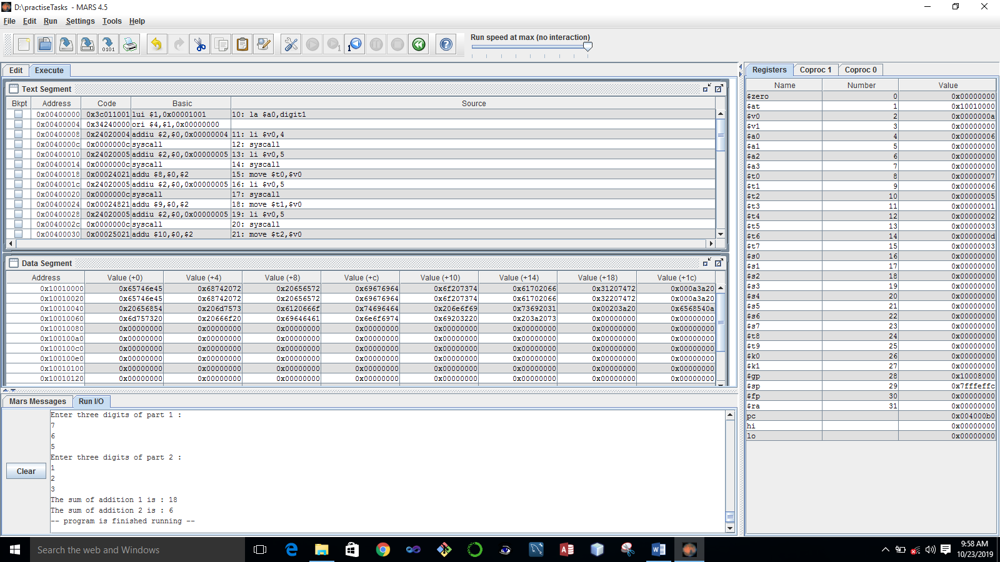 D:\practiseTasks - MARS 4.5
File Edit Run Settings Tools Help
Run speed at max (no interaction)
Edit Execute
Text Segment
Bkpt Address Code Basic Source
0x00400000 0x3c011001 lui $1,0x00001001 10: la $a0,digit1
0x00400004 0x34240000 ori $4,$1,0x00000000
0x00400008 0x24020004 addiu $2,$0,0x00000004 11: li $v0,4
0x0040000c 0x0000000c syscall 12: syscall
0x00400010 0x24020005 addiu $2,$0,0x00000005 13: li $v0,5
0x00400014 0x0000000c syscall 14: syscall
0x00400018 0x00024021 addu $8,$0,$2 15: move $t0,$v0
0x0040001c 0x24020005 addiu $2,$0,0x00000005 16: li $v0,5
0x00400020 0x0000000c syscall 17: syscall
0x00400024 0x00024821 addu $9,$0,$2 18: move $t1,$v0
0x00400028 0x24020005 addiu $2,$0,0x00000005 19: li $v0,5
0x0040002c 0x0000000c syscall 20: syscall
0x00400030 0x00025021 addu $10,$0,$2 21: move $t2,$v0
Data Segment
Address Value (+0) Value (+4) Value (+8) Value (+c) Value (+10) Value (+14) Value (+18) Value (+1c)
0x10010000 0x65746e45 0x68742072 0x20656572 0x69676964 0x6f207374 0x61702066 0x31207472 0x000a3a20
0x10010020 0x65746e45 0x68742072 0x20656572 0x69676964 0x6f207374 0x61702066 0x32207472 0x000a3a20
0x10010040 0x20656854 0x206d7573 0x6120666f 0x74696464 0x206e6f69 0x73692031 0x00203a20 0x6568540a
0x10010060 0x6d757320 0x20666f20 0x69646461 0x6e6f6974 0x69203220 0x203a2073 0x00000000 0x00000000
0x10010080 0x00000000 0x00000000 0x00000000 0x00000000 0x00000000 0x00000000 0x00000000 0x00000000
0x100100a0 0x00000000 0x00000000 0x00000000 0x00000000 0x00000000 0x00000000 0x00000000 0x00000000
0x100100c0 0x00000000 0x00000000 0x00000000 0x00000000 0x00000000 0x00000000 0x00000000 0x00000000
0x100100e0 0x00000000 0x00000000 0x00000000 0x00000000 0x00000000 0x00000000 0x00000000 0x00000000
0x10010100 0x00000000 0x00000000 0x00000000 0x00000000 0x00000000 0x00000000 0x00000000 0x00000000
0x10010120 0x00000000 0x00000000 0x00000000 0x00000000 0x00000000 0x00000000 0x00000000 0x00000000
Mars Messages Run I/O
Clear
Enter three digits of part 1 :
7
6
5
Enter three digits of part 2 :
1
2
3
The sum of addition 1 is : 18
The sum of addition 2 is : 6
-- program is finished running --
Registers Coproc 1 Coproc 0
Name Number Value
$zero 0 0x00000000
$at 1 0x10010000
$v0 2 0x0000000a
$v1 3 0x00000000
$a0 4 0x00000006
$a1 5 0x00000000
$a2 6 0x00000000
$a3 7 0x00000000
$t0 8 0x00000007
$t1 9 0x00000006
$t2 10 0x00000005
$t3 11 0x00000001
$t4 12 0x00000002
$t5 13 0x00000003
$t6 14 0x0000000d
$t7 15 0x00000003
$s0 16 0x00000000
$s1 17 0x00000000
$s2 18 0x00000000
$s3 19 0x00000000
$s4 20 0x00000000
$s5 21 0x00000000
$s6 22 0x00000000
$s7 23 0x00000000
$t8 24 0x00000000
$t9 25 0x00000000
$k0 26 0x00000000
$k1 27 0x00000000
$gp 28 0x10008000
$sp 29 0x7fffeffc
$fp 30 0x00000000
$ra 31 0x00000000
pc 0x004000b0
hi 0x00000000
lo 0x00000000
Search the web and Windows
9:58 AM
10/23/2019